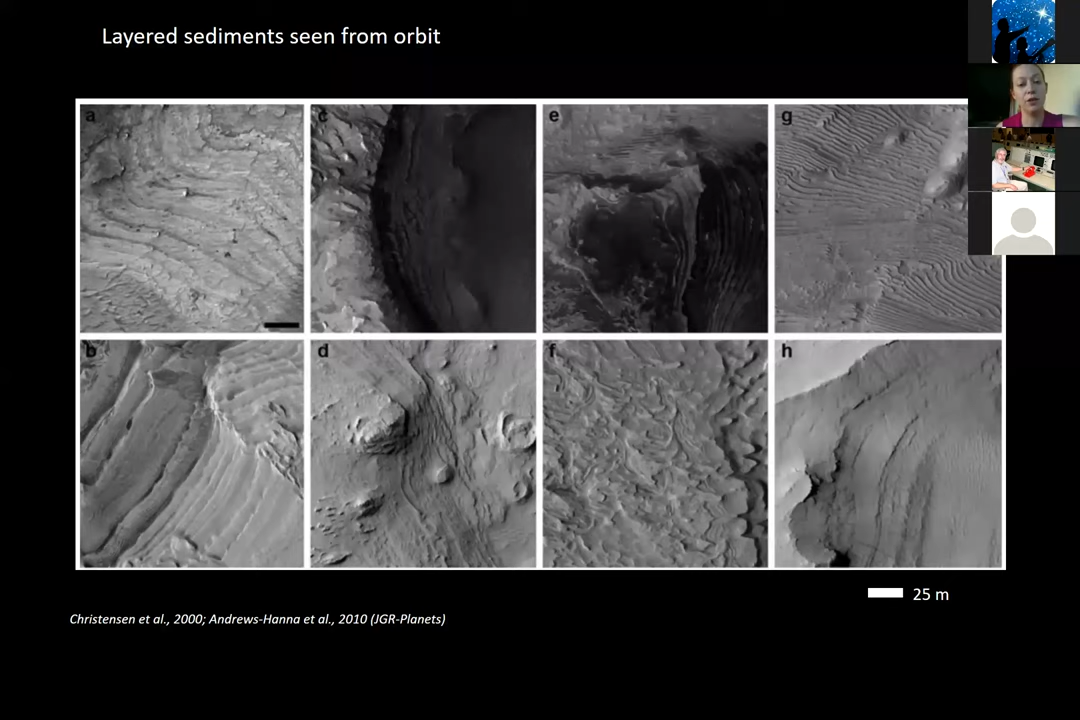 Layered sediments seen from orbit
a
c
e
g
b
d
f
h
25 m
Christensen et al., 2000; Andrews-Hanna et al., 2010 (JGR-Planets)